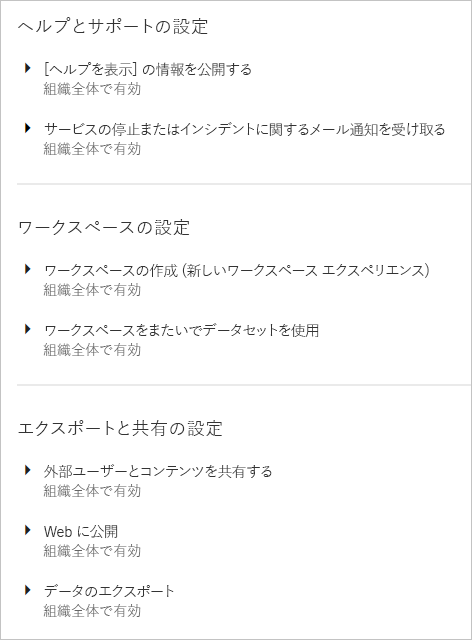 ヘルプとサポートの設定
[ヘルプを表示] の情報を公開する
組織全体で有効
サービスの停止またはインシデントに関するメール通知を受け取る
組織全体で有効
ワークスペースの設定
ワークスペースの作成 (新しいワークスペース エクスペリエンス)
組織全体で有効
ワークスペースをまたいでデータセットを使用
組織全体で有効
エクスポートと共有の設定
外部ユーザーとコンテンツを共有する
組織全体で有効
Web に公開
組織全体で有効
データのエクスポート
組織全体で有効